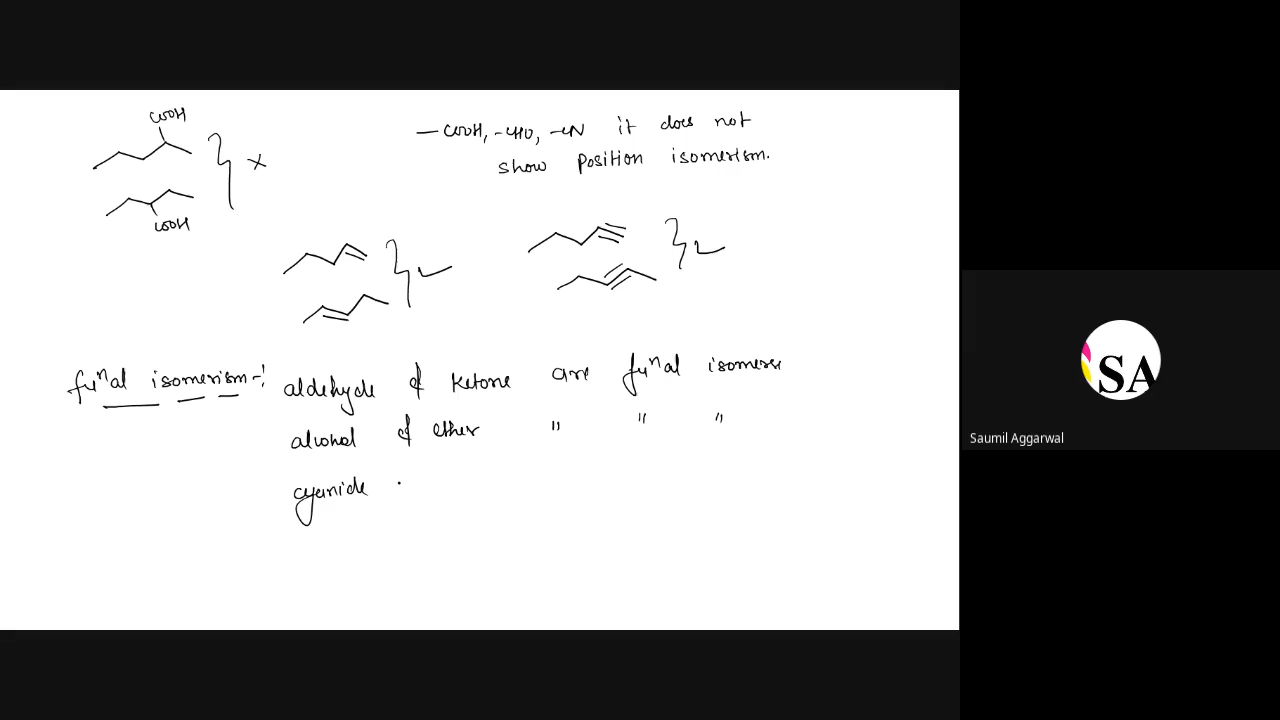 COOH
— COOH, -CHO, -CN it does not
show position isomerism.
COOH
fuⁿal isomerism-! aldehyde & ketone are fuⁿal isomers
alcohol & ether " " "
cyanide
SA
Saumil Aggarwal